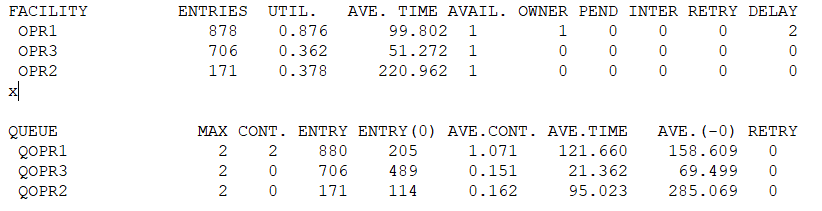 FACILITY ENTRIES UTIL. AVE. TIME AVAIL. OWNER PEND INTER RETRY DELAY
OPR1 878 0.876 99.802 1 1 0 0 0 2
OPR3 706 0.362 51.272 1 0 0 0 0 0
OPR2 171 0.378 220.962 1 0 0 0 0 0
x
QUEUE MAX CONT. ENTRY ENTRY(0) AVE.CONT. AVE.TIME AVE.(-0) RETRY
QOPR1 2 2 880 205 1.071 121.660 158.609 0
QOPR3 2 0 706 489 0.151 21.362 69.499 0
QOPR2 2 0 171 114 0.162 95.023 285.069 0